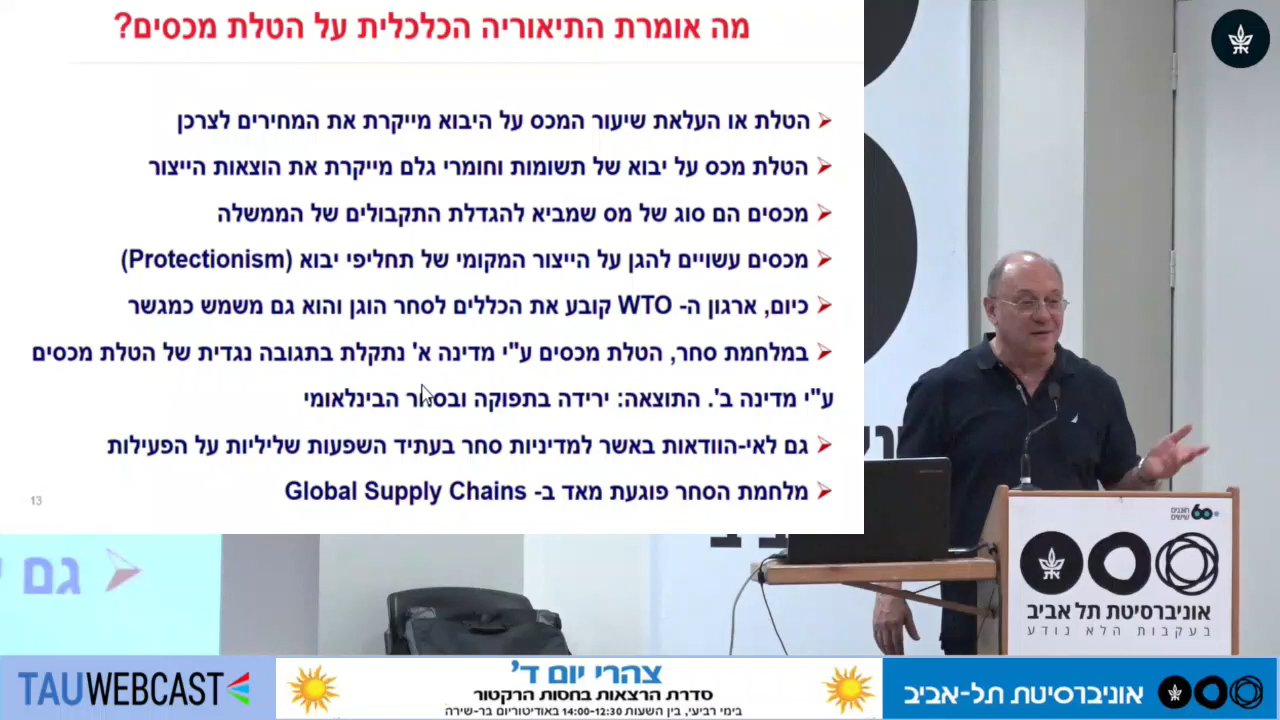 מה אומרת התיאוריה הכלכלית על הטלת מכסים?
הטלת או העלאת שיעור המכס על היבוא מייקרת את המחירים לצרכן
הטלת מכס על יבוא של תשומות וחומרי גלם מייקרת את הוצאות הייצור
מכסים הם סוג של מס שמביא להגדלת התקבולים של הממשלה
מכסים עשויים להגן על הייצור המקומי של תחליפי יבוא (Protectionism)
כיום, ארגון ה- WTO קובע את הכללים לסחר הוגן והוא גם משמש כמגשר
במלחמת סחר, הטלת מכסים ע"י מדינה א' נתקלת בתגובה נגדית של הטלת מכסים
ע"י מדינה ב'. התוצאה: ירידה בתפוקה ובסחר הבינלאומי
גם לאי-הוודאות באשר למדיניות סחר בעתיד השפעות שליליות על הפעילות
מלחמת הסחר פוגעת מאד ב- Global Supply Chains
13
גם
חוגגים
שישים
60
אוניברסיטת תל אביב
בעקבות הלא נודע
TAUWEBCAST
צהרי יום ד'
סדרת הרצאות בחסות הרקטור
בימי רביעי, בין השעות 14:00-12:30 באודיטוריום בר-שירה
אוניברסיטת תל-אביב